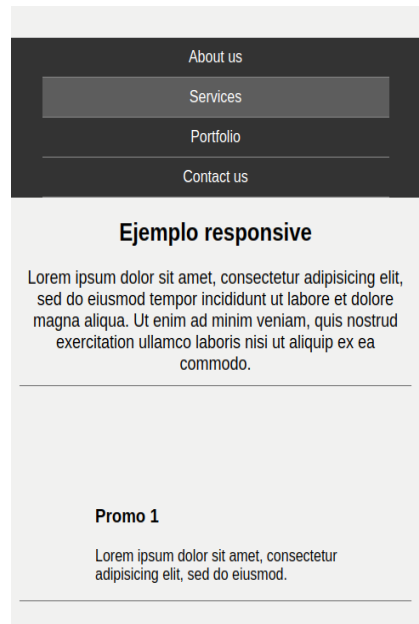 About us
Services
Portfolio
Contact us
Ejemplo responsive
Lorem ipsum dolor sit amet, consectetur adipisicing elit,
sed do eiusmod tempor incididunt ut labore et dolore
magna aliqua. Ut enim ad minim veniam, quis nostrud
exercitation ullamco laboris nisi ut aliquip ex ea
commodo.
Promo 1
Lorem ipsum dolor sit amet, consectetur
adipisicing elit, sed do eiusmod.